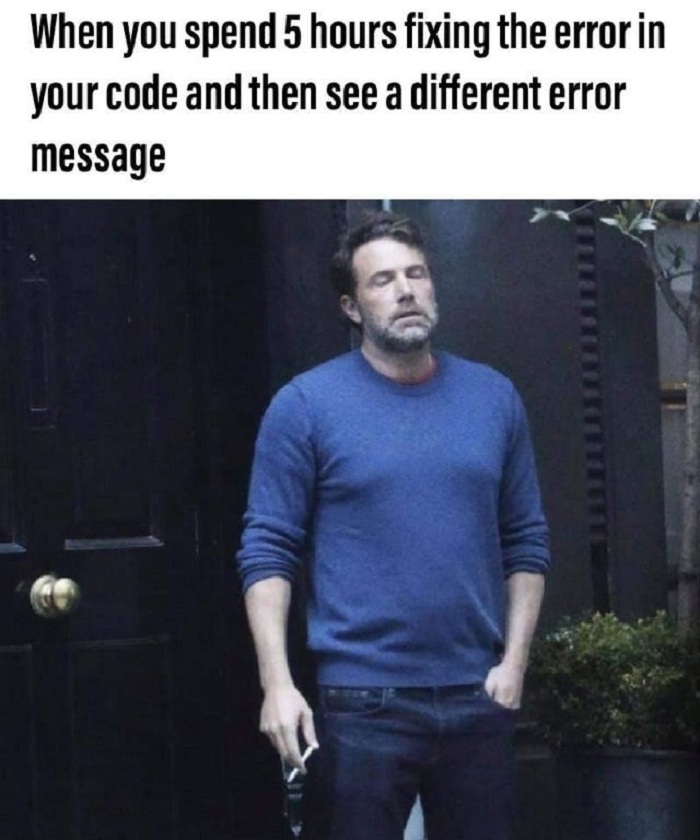 When you spend 5 hours fixing the error in
your code and then see a different error
message